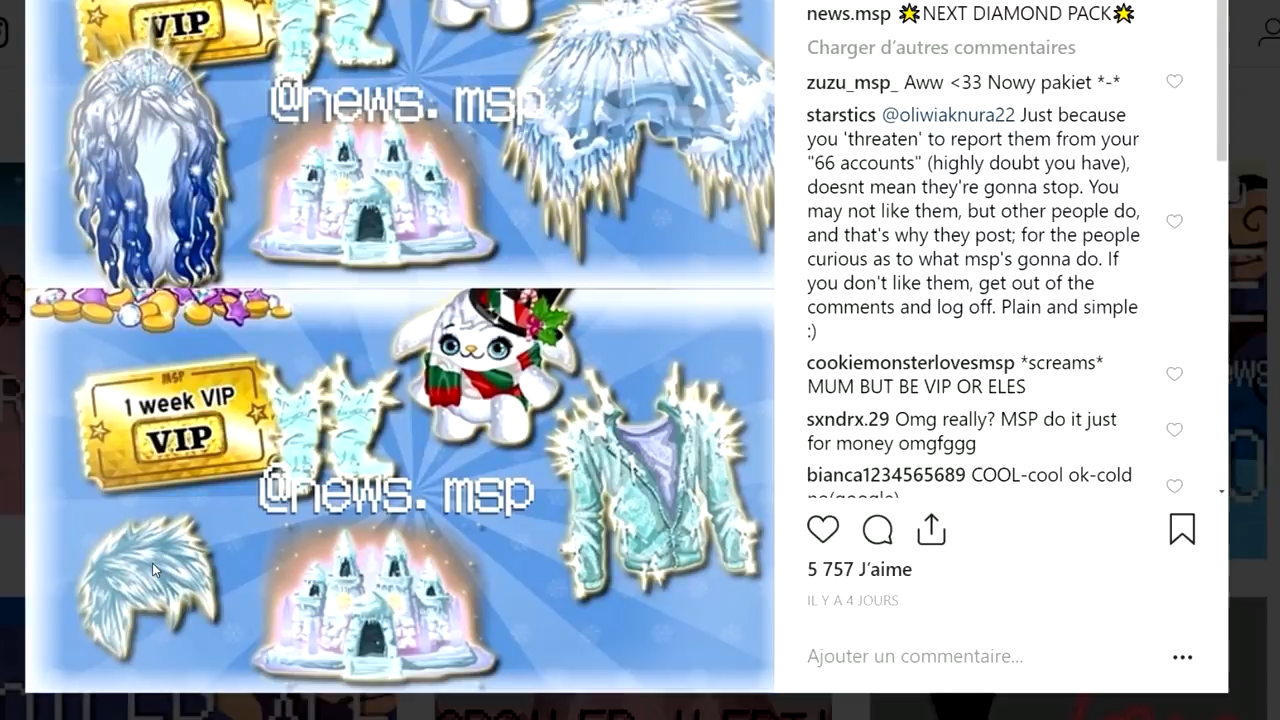 VIP
@news. msp
MSP
1 week VIP
VIP
@news. msp
news.msp 🌟NEXT DIAMOND PACK🌟
Charger d'autres commentaires
zuzu_msp_ Aww <33 Nowy pakiet *-*
starstics @oliwiaknura22 Just because
you 'threaten' to report them from your
"66 accounts" (highly doubt you have),
doesnt mean they're gonna stop. You
may not like them, but other people do,
and that's why they post; for the people
curious as to what msp's gonna do. If
you don't like them, get out of the
comments and log off. Plain and simple
:)
cookiemonsterlovesmsp *screams*
MUM BUT BE VIP OR ELES
sxndrx.29 Omg really? MSP do it just
for money omgfggg
bianca1234565689 COOL-cool ok-cold
no(google)
5 757 J'aime
IL Y A 4 JOURS
Ajouter un commentaire...